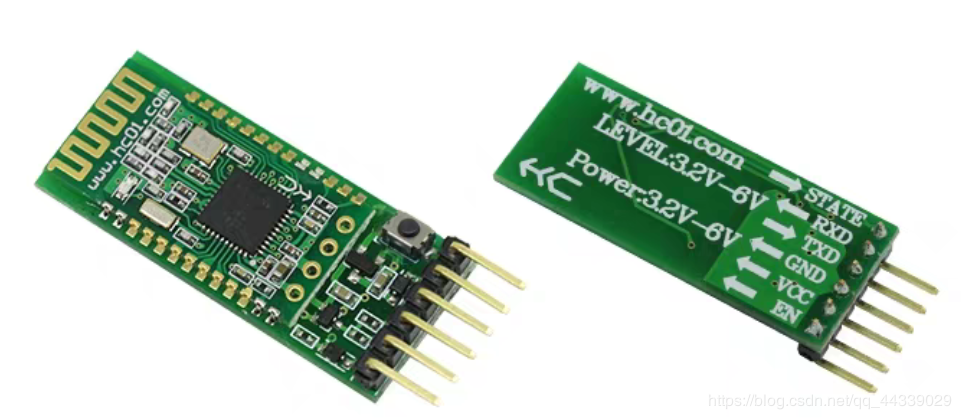 www.hc01.com
www.hc01.com
LEVEL:3.2V-6V
Power:3.2V-6V
HC
STATE
RXD
TXD
GND
VCC
EN
https://blog.csdn.net/qq_44339029